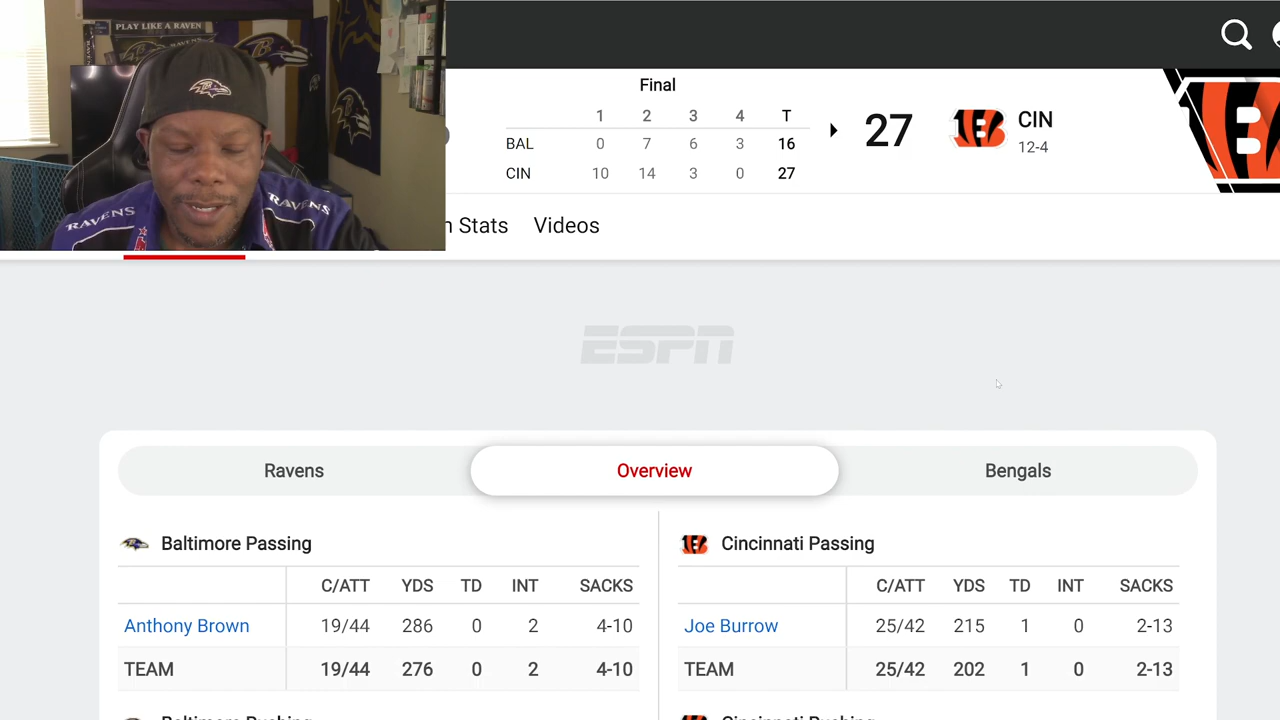 PLAY LIKE A RAVEN
RAVENS
RAVENS
RAVENS
Final
1 2 3 4 T
BAL 0 7 6 3 16
CIN 10 14 3 0 27
27
CIN
12-4
Stats Videos
ESPN
Ravens Overview Bengals
Baltimore Passing
C/ATT YDS TD INT SACKS
Anthony Brown 19/44 286 0 2 4-10
TEAM 19/44 276 0 2 4-10
Cincinnati Passing
C/ATT YDS TD INT SACKS
Joe Burrow 25/42 215 1 0 2-13
TEAM 25/42 202 1 0 2-13